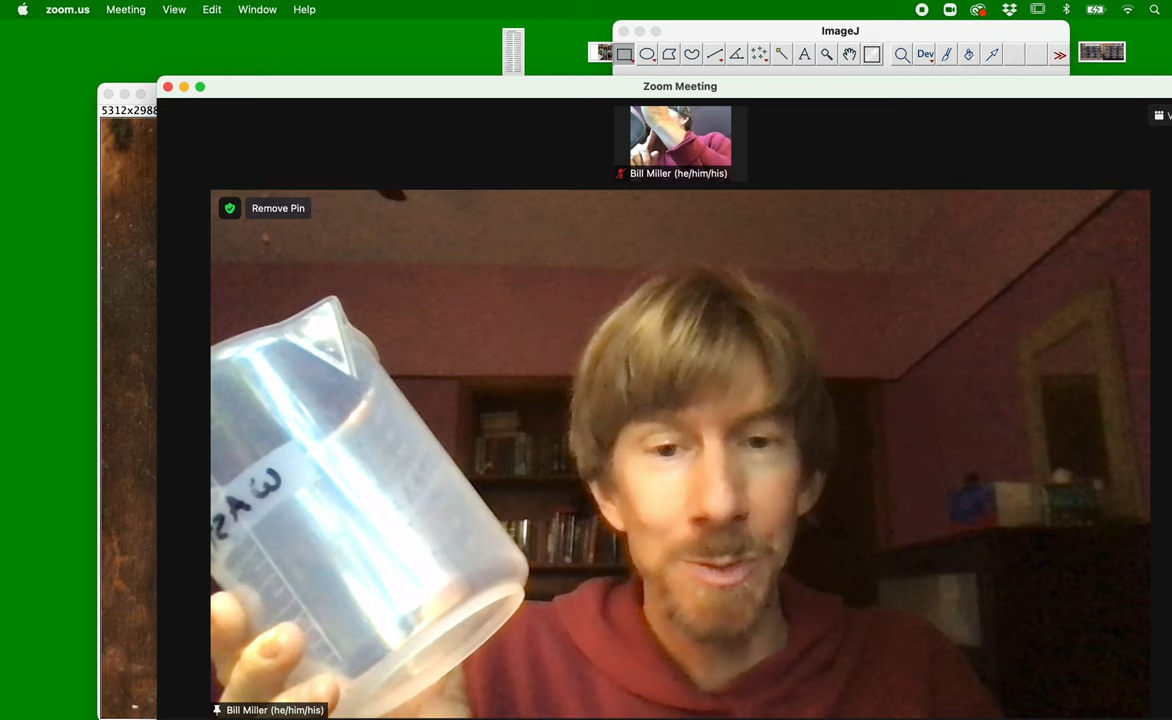 zoom.us Meeting View Edit Window Help
ImageJ
Dev
Zoom Meeting
5312x2988
Bill Miller (he/him/his)
Remove Pin
Bill Miller (he/him/his)